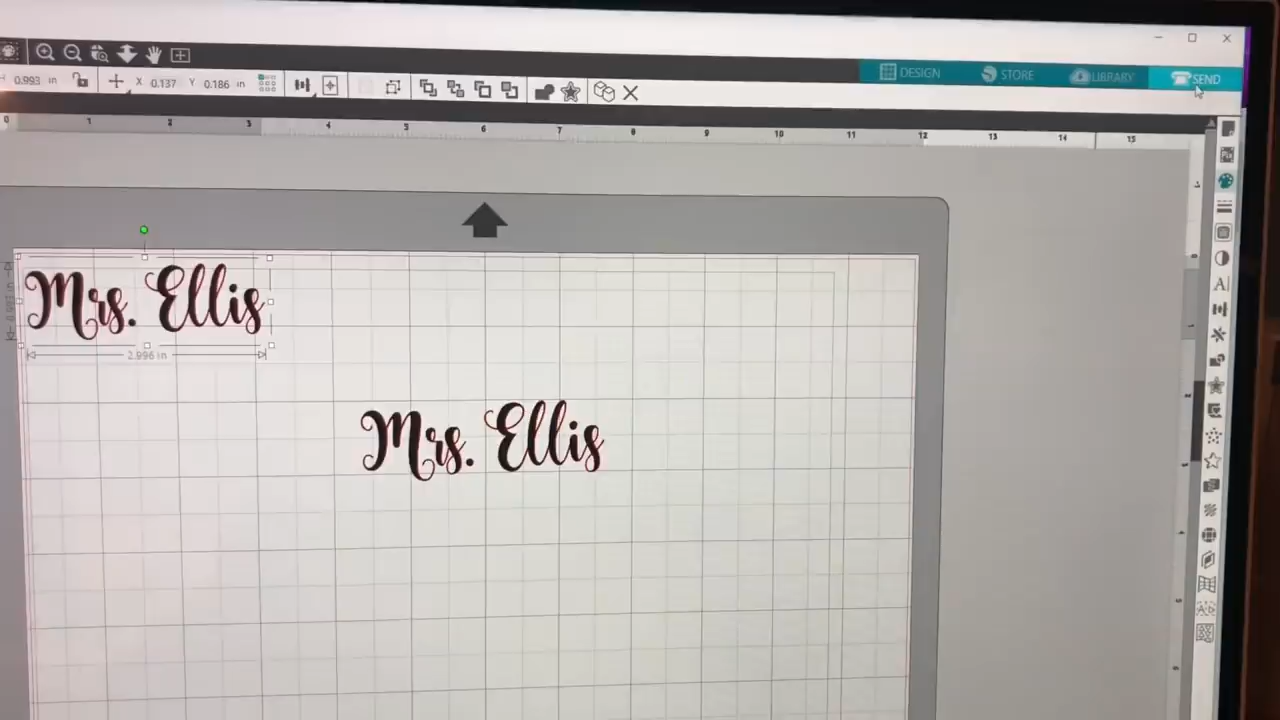 0.993 in X 0.137 Y 0.186 in
DESIGN STORE LIBRARY SEND
0 1 2 3 4 5 6 7 8 9 10 11 12 13 14 15
Mrs. Ellis
2.996 in
Mrs. Ellis